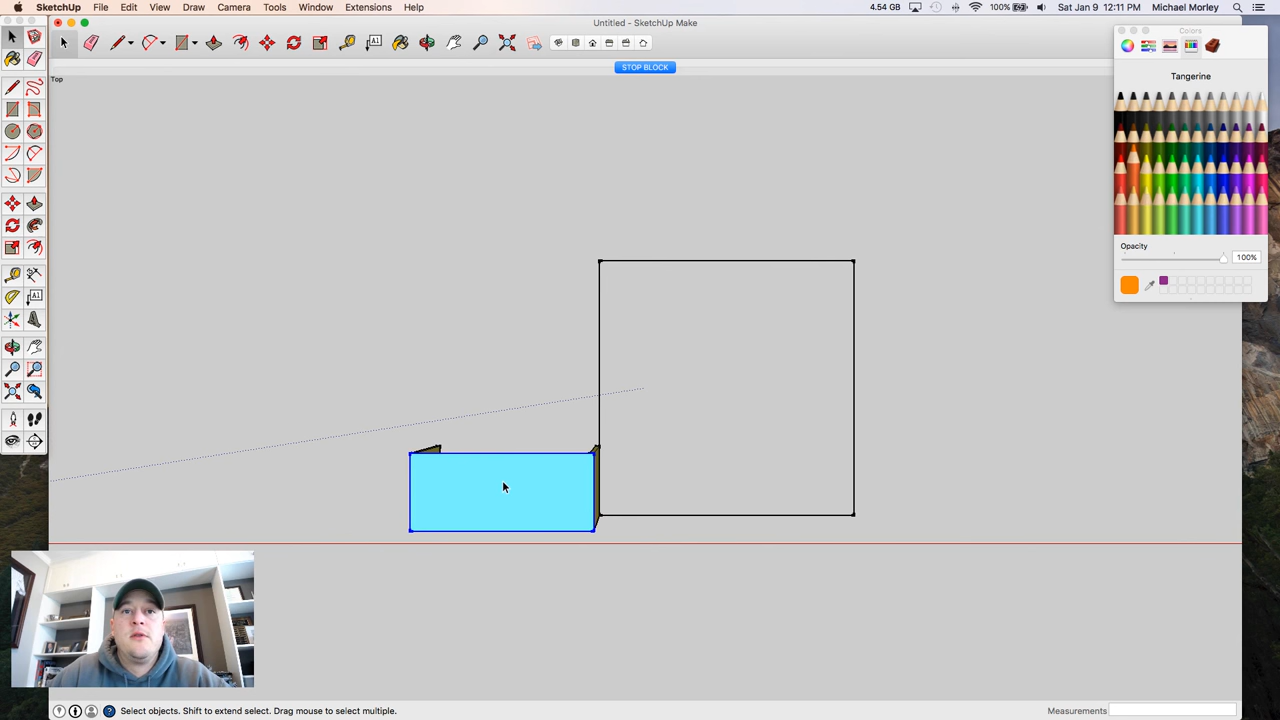 SketchUp File Edit View Draw Camera Tools Window Extensions Help 4.54 GB 100% Sat Jan 9 12:11 PM Michael Morley
Untitled - SketchUp Make
Colors
STOP BLOCK
Top
Tangerine
Opacity
100%
Select objects. Shift to extend select. Drag mouse to select multiple.
Measurements